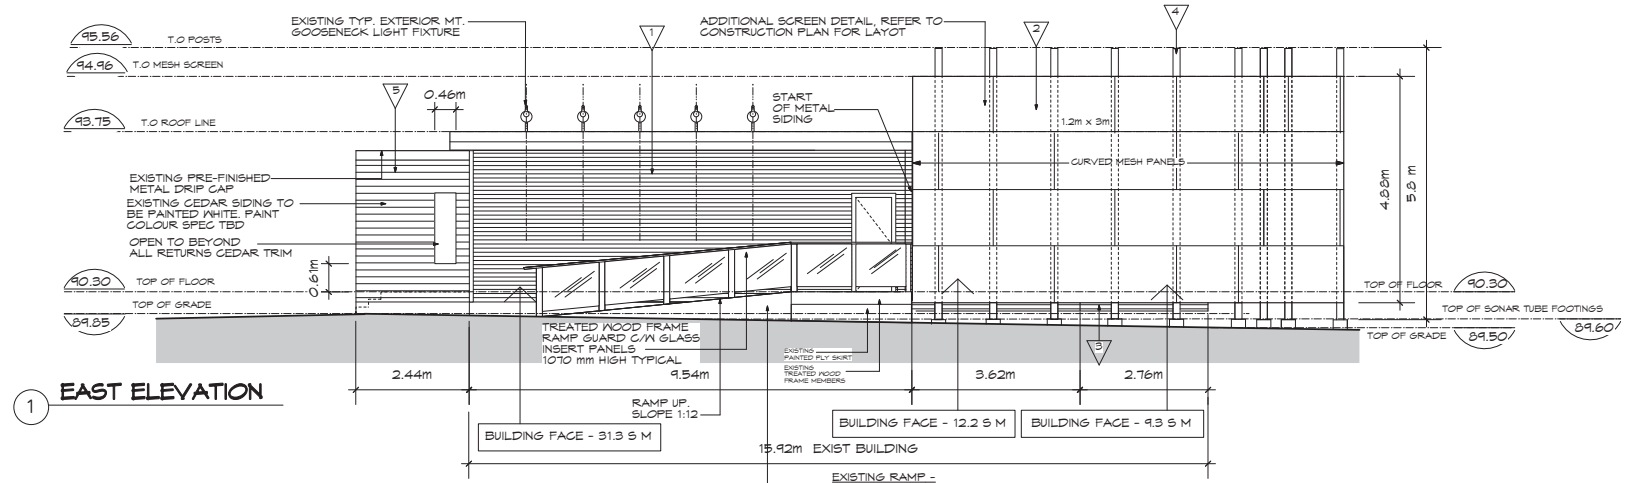 EXISTING TYP. EXTERIOR MT.
GOOSENECK LIGHT FIXTURE
ADDITIONAL SCREEN DETAIL, REFER TO
CONSTRUCTION PLAN FOR LAYOT
1
2
4
95.56
T.O POSTS
94.96
T.O MESH SCREEN
5
0.46m
START
OF METAL
SIDING
93.75
T.O ROOF LINE
1.2m x 3m
CURVED MESH PANELS
4.88m
5.8 m
EXISTING PRE-FINISHED
METAL DRIP CAP
EXISTING CEDAR SIDING TO
BE PAINTED WHITE. PAINT
COLOUR SPEC TBD
OPEN TO BEYOND
ALL RETURNS CEDAR TRIM
0.61m
90.30
TOP OF FLOOR
TOP OF GRADE
89.85
TOP OF FLOOR
90.30
TOP OF SONAR TUBE FOOTINGS
89.60
TOP OF GRADE
89.50
TREATED WOOD FRAME
RAMP GUARD C/W GLASS
INSERT PANELS
1070 mm HIGH TYPICAL
EXISTING
PAINTED PLY SKIRT
EXISTING
TREATED WOOD
FRAME MEMBERS
3
2.44m
9.54m
3.62m
2.76m
1
EAST ELEVATION
RAMP UP.
SLOPE 1:12
BUILDING FACE - 31.3 S M
BUILDING FACE - 12.2 S M
BUILDING FACE - 9.3 S M
15.92m EXIST BUILDING
EXISTING RAMP -